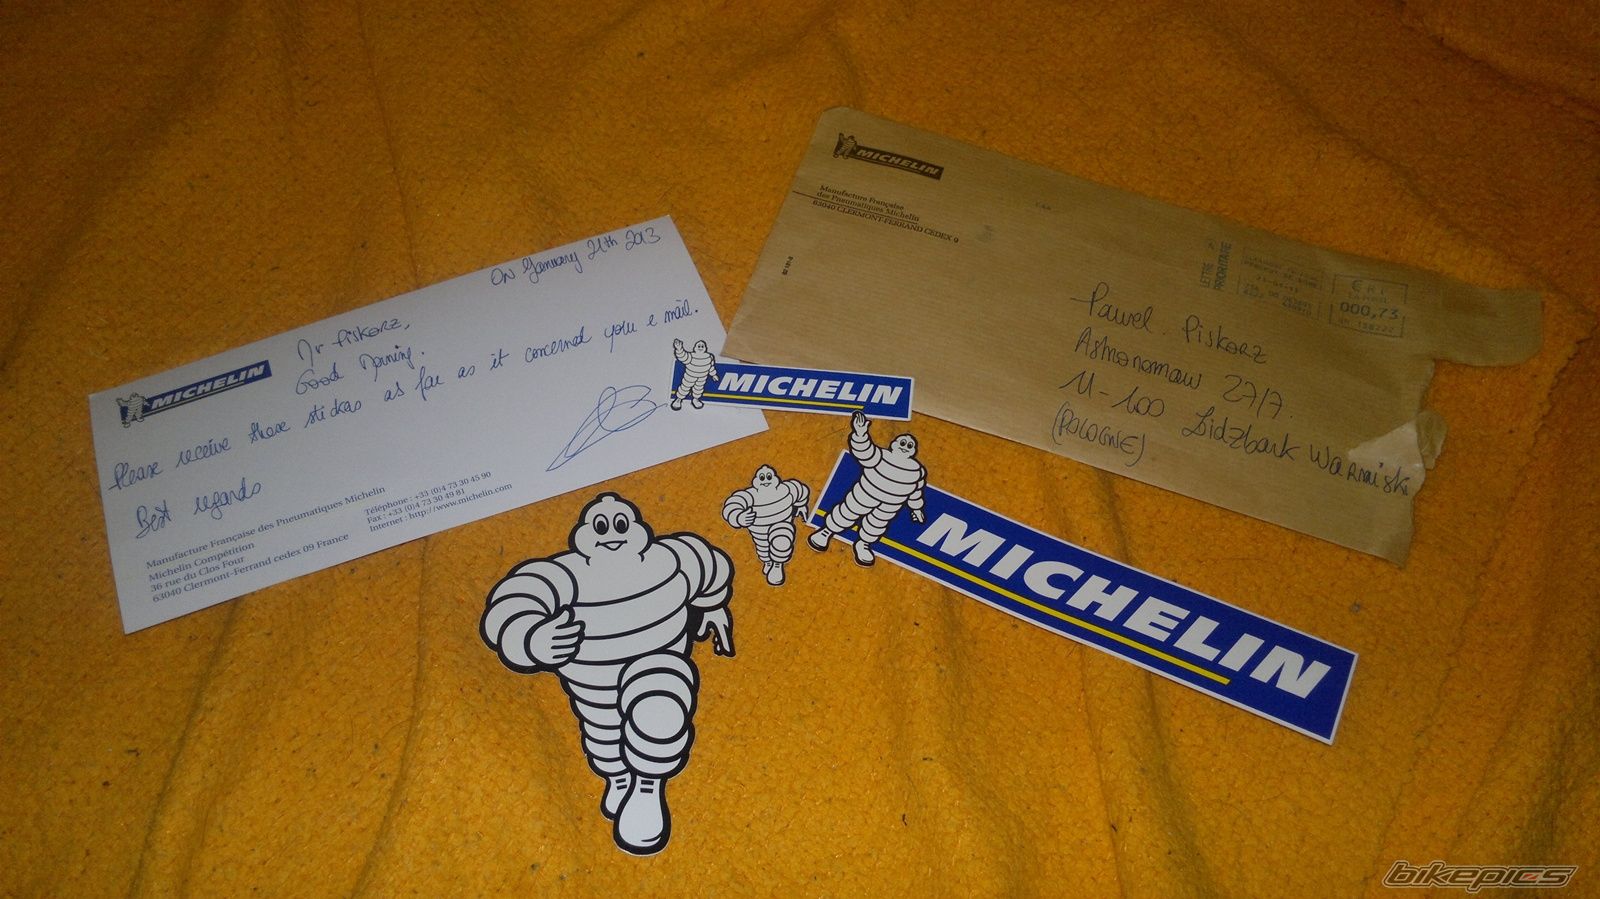 On January 21th 2013
Mr Piskorz,
Good Morning.
MICHELIN
Please receive these stickos as far as it concerned you e mail.
Best regards
Manufacture Française des Pneumatiques Michelin
Michelin Compétition
36 rue du Clos Four
63040 Clermont-Ferrand cedex 09 France
Téléphone : +33 (0)4 73 30 45 90
Fax : +33 (0)4 73 30 49 81
Internet : http://www.michelin.com
MICHELIN
Manufacture Française
des Pneumatiques Michelin
63040 CLERMONT-FERRAND CEDEX 9
LETTRE
PRIORITAIRE
000,73
Pawel. Piskorz
Astronomow 27/7
11-100 Lidzbark Warminski
(POLOGNE)
MICHELIN
MICHELIN
bikepics